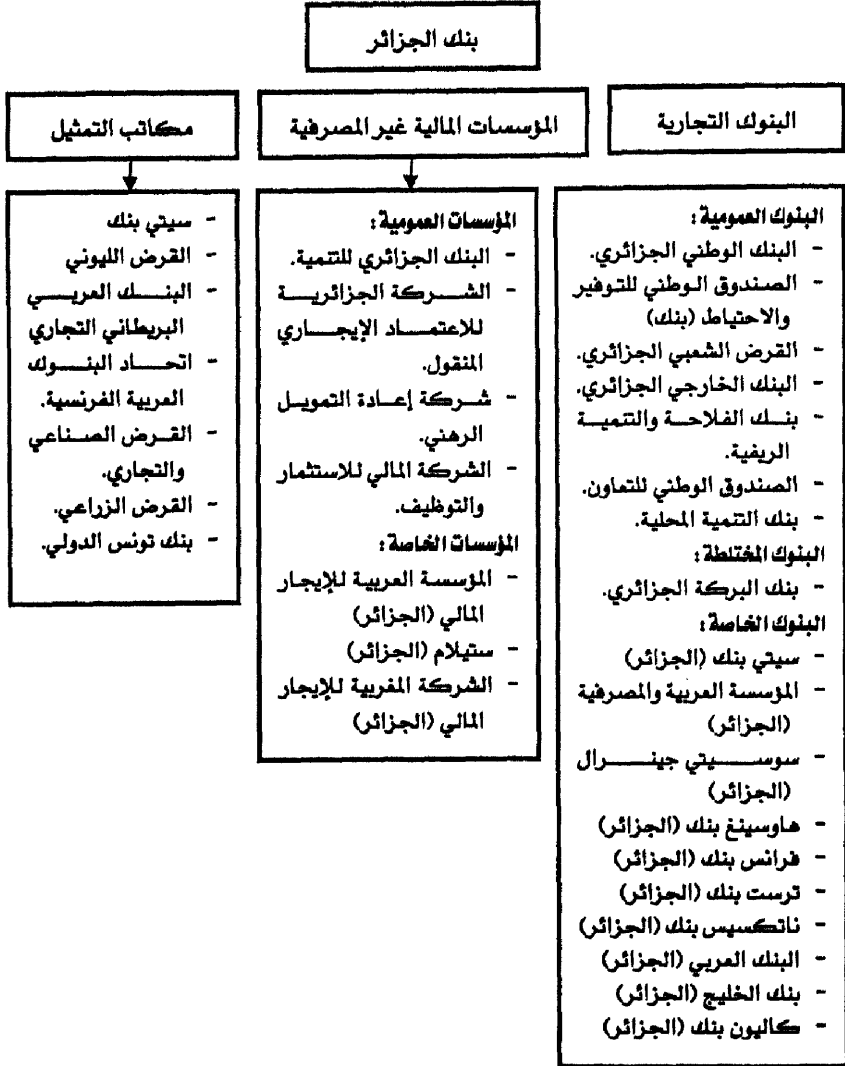 بنك الجزائر
البنوك التجارية
المؤسسات المالية غير المصرفية
مكاتب التمثيل
البنوك العمومية:
- البنك الوطني الجزائري.
- الصندوق الوطني للتوفير
والاحتياط (بنك)
- القرض الشعبي الجزائري.
- البنك الخارجي الجزائري.
- بنك الفلاحة والتنمية
الريفية.
- الصندوق الوطني للتعاون.
- بنك التنمية المحلية.
البنوك المختلطة:
- بنك البركة الجزائري.
البنوك الخاصة:
- سيتي بنك (الجزائر)
- المؤسسة العربية والمصرفية
(الجزائر)
- سوسيتي جينرال
(الجزائر)
- هاوسينغ بنك (الجزائر)
- فرانس بنك (الجزائر)
- ترست بنك (الجزائر)
- ناتكسيس بنك (الجزائر)
- البنك العربي (الجزائر)
- بنك الخليج (الجزائر)
- كاليون بنك (الجزائر)
المؤسسات العمومية:
- البنك الجزائري للتنمية.
- الشركة الجزائرية
للاعتماد الإيجاري
المنقول.
- شركة إعادة التمويل
الرهني.
- الشركة المالي للاستثمار
والتوظيف.
المؤسسات الخاصة:
- المؤسسة العربية للإيجار
المالي (الجزائر)
- ستيلام (الجزائر)
- الشركة المغربية للإيجار
المالي (الجزائر)
- سيتي بنك
- القرض الليوني
- البنك العربي
البريطاني التجاري
- اتحاد البنوك
العربية الفرنسية.
- القرض الصناعي
والتجاري.
- القرض الزراعي.
- بنك تونس الدولي.